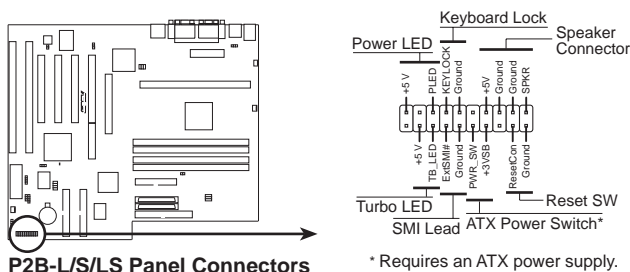 Keyboard Lock
Power LED
Speaker
Connector
+5 V
PLED
KEYLOCK
Ground
+5V
Ground
Ground
SPKR
+5 V
TB_LED
ExtSMI#
Ground
PWR_SW
+3VSB
ResetCon
Ground
Turbo LED
SMI Lead
ATX Power Switch*
Reset SW
P2B-L/S/LS Panel Connectors
* Requires an ATX power supply.